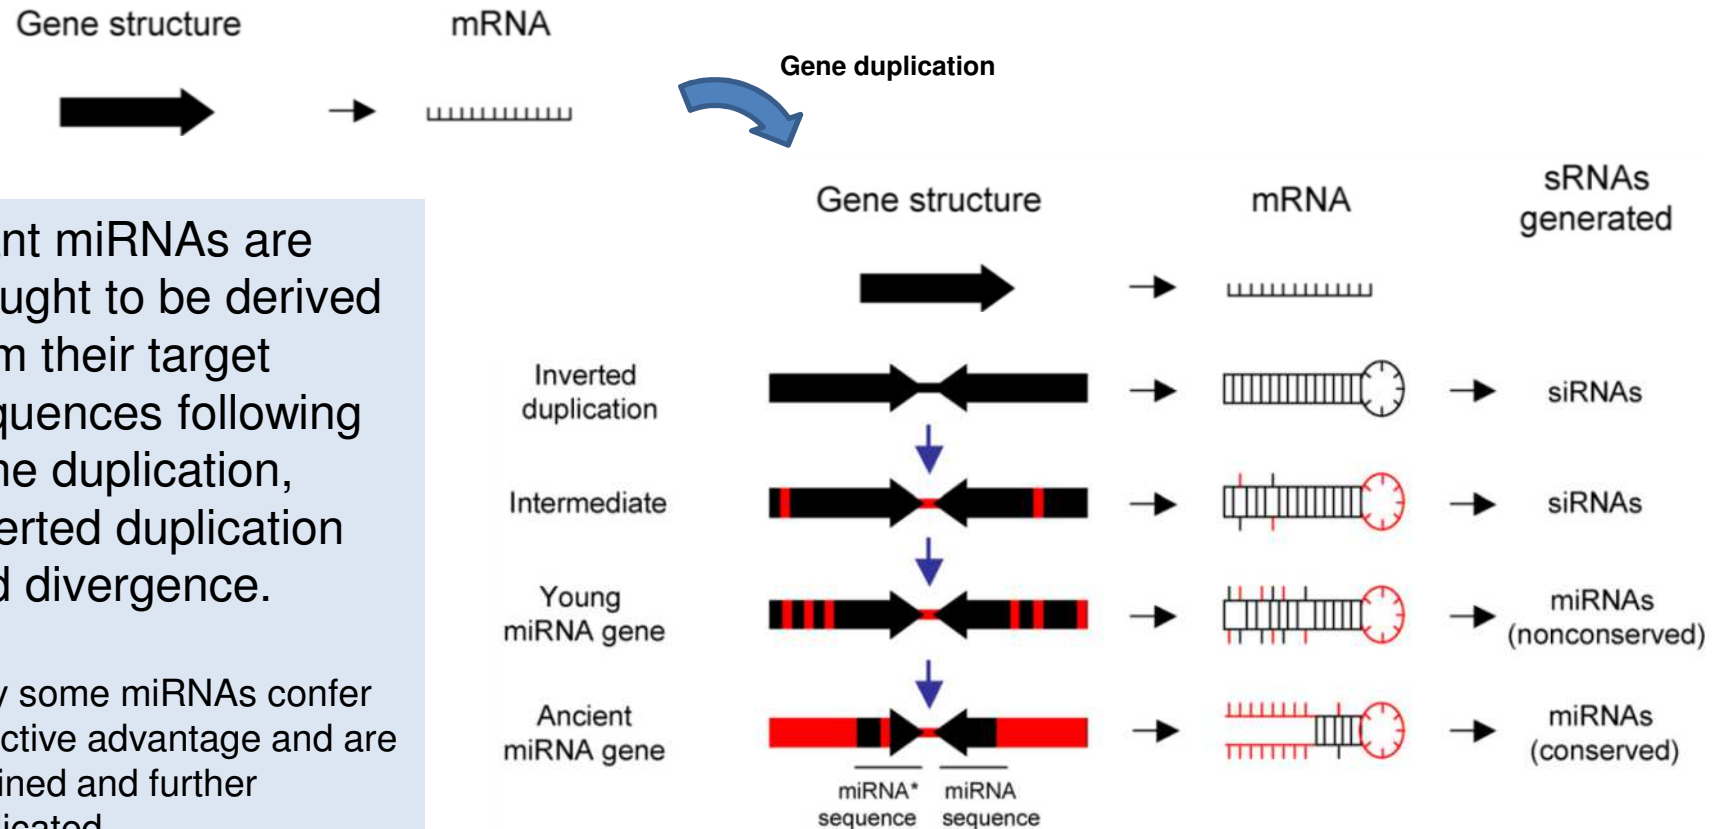 Gene structure
mRNA
Gene duplication
Gene structure
mRNA
sRNAs
generated
ant miRNAs are
ught to be derived
m their target
quences following
ne duplication,
erted duplication
d divergence.
y some miRNAs confer
ctive advantage and are
ined and further
licated
Inverted
duplication
siRNAs
Intermediate
siRNAs
Young
miRNA gene
miRNAs
(nonconserved)
Ancient
miRNA gene
miRNAs
(conserved)
miRNA*
sequence
miRNA
sequence